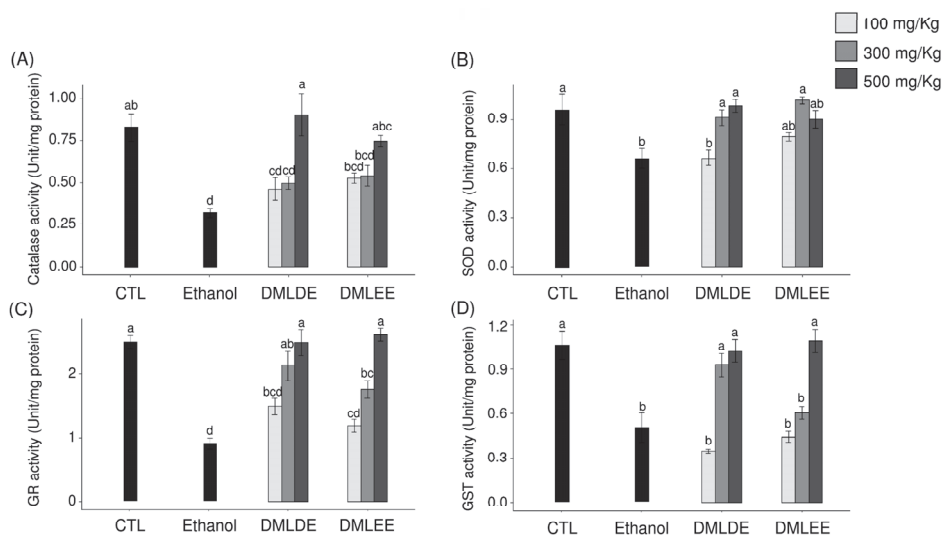 100 mg/Kg
300 mg/Kg
500 mg/Kg
(A)
Catalase activity (Unit/mg protein)
1.00
0.75
0.50
0.25
0.00
ab
d
cd
cd
a
bcd
bcd
abc
CTL
Ethanol
DMLDE
DMLEE
(B)
SOD activity (Unit/mg protein)
0.9
0.6
0.3
0.0
a
b
b
a
a
ab
a
ab
CTL
Ethanol
DMLDE
DMLEE
(C)
GR activity (Unit/mg protein)
2
1
0
a
d
bcd
ab
a
cd
bc
a
CTL
Ethanol
DMLDE
DMLEE
(D)
GST activity (Unit/mg protein)
1.2
0.9
0.6
0.3
0.0
a
b
b
a
a
b
b
a
CTL
Ethanol
DMLDE
DMLEE